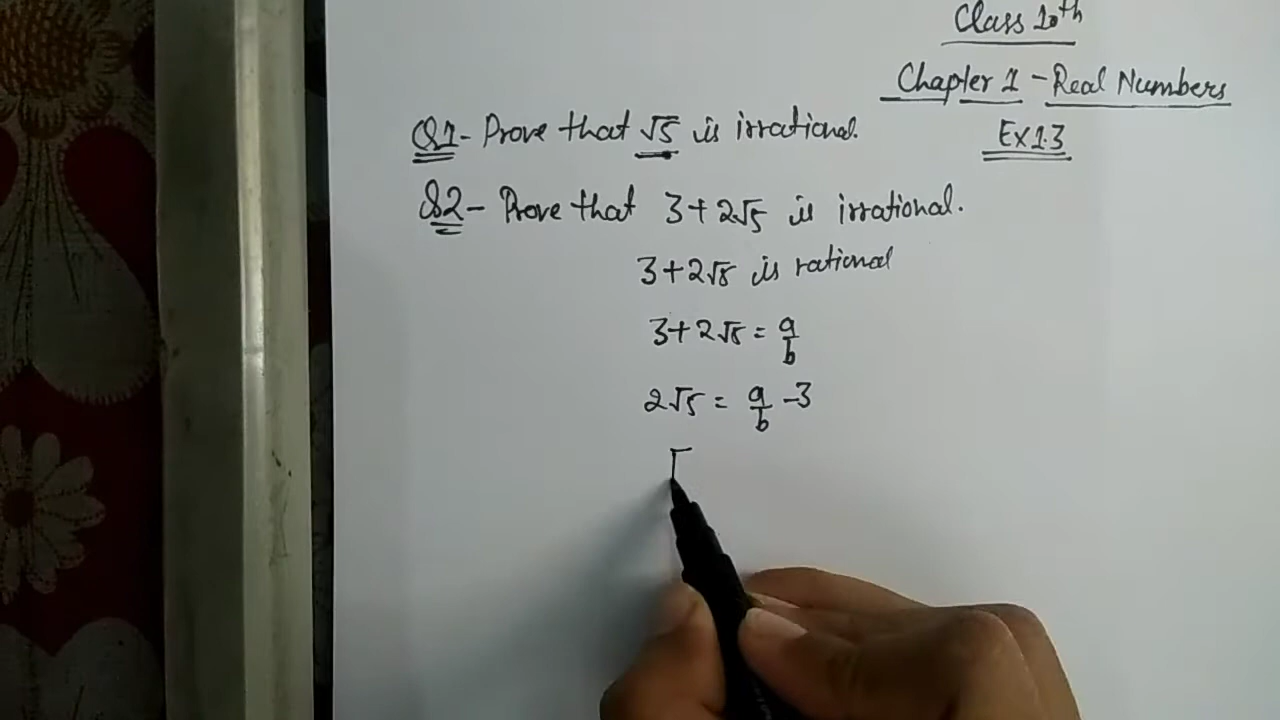 Class 10th
Chapter 1 - Real Numbers
Ex 1.3
Q1- Prove that √5 is irrational.
Q2- Prove that 3+2√5 is irrational.
3+2√5 is rational
3+2√5 = a/b
2√5 = a/b -3